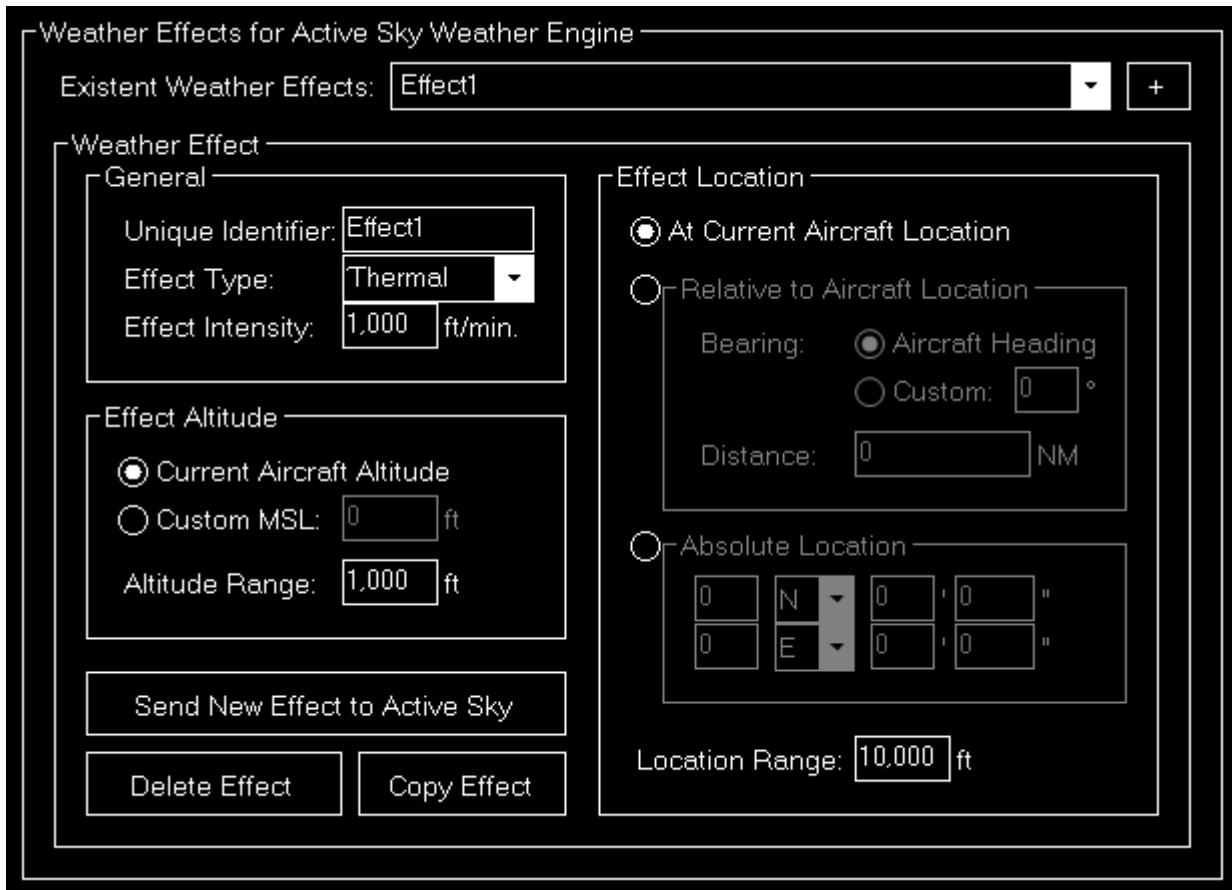 Weather Effects for Active Sky Weather Engine
Existent Weather Effects: Effect1 +
Weather Effect
General
Unique Identifier: Effect1
Effect Type: Thermal
Effect Intensity: 1,000 ft/min.
Effect Altitude
Current Aircraft Altitude
Custom MSL: 0 ft
Altitude Range: 1,000 ft
Send New Effect to Active Sky
Delete Effect Copy Effect
Effect Location
At Current Aircraft Location
Relative to Aircraft Location
Bearing: Aircraft Heading
Custom: 0 °
Distance: 0 NM
Absolute Location
0 N 0 ' 0 "
0 E 0 ' 0 "
Location Range: 10,000 ft